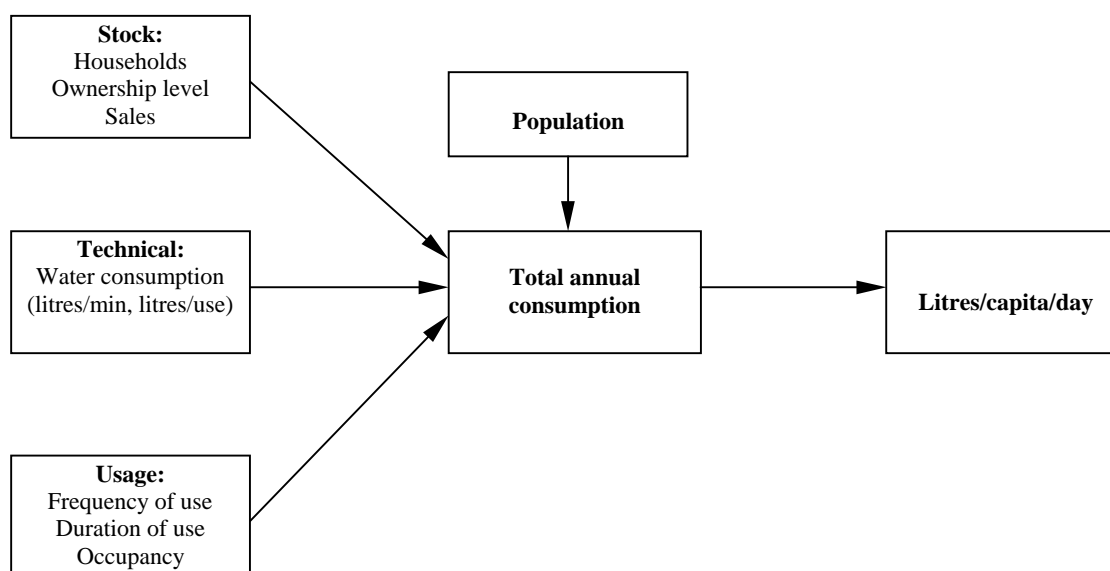 Stock:
Households
Ownership level
Sales
Population
Technical:
Water consumption
(litres/min, litres/use)
Total annual
consumption
Litres/capita/day
Usage:
Frequency of use
Duration of use
Occupancy